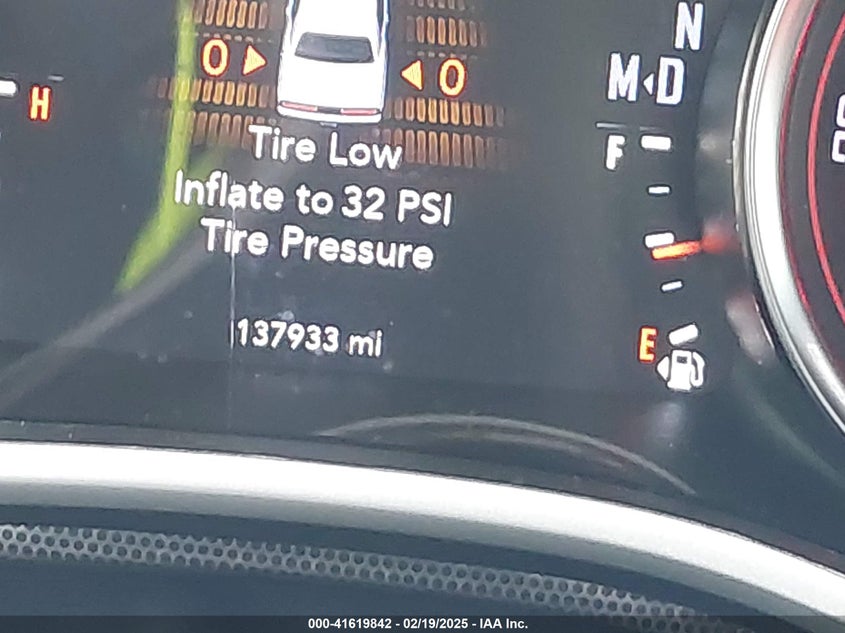 N
0 0
M D
H
F
Tire Low
Inflate to 32 PSI
Tire Pressure
137933 mi
E
000-41619842 - 02/19/2025 - IAA Inc.